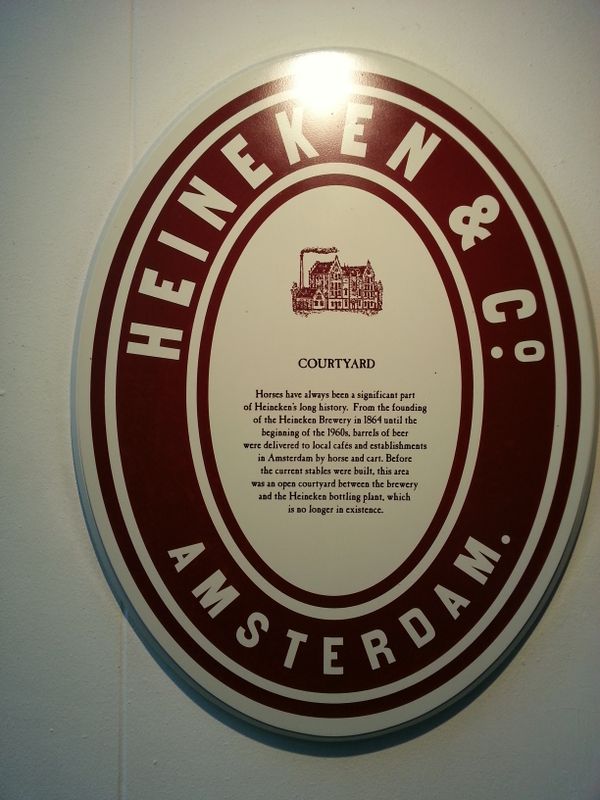 HEINEKEN & Cº.
COURTYARD
Horses have always been a significant part
of Heineken's long history. From the founding
of the Heineken Brewery in 1864 until the
beginning of the 1960s, barrels of beer
were delivered to local cafés and establishments
in Amsterdam by horse and cart. Before
the current stables were built, this area
was an open courtyard between the brewery
and the Heineken bottling plant, which
is no longer in existence.
AMSTERDAM.